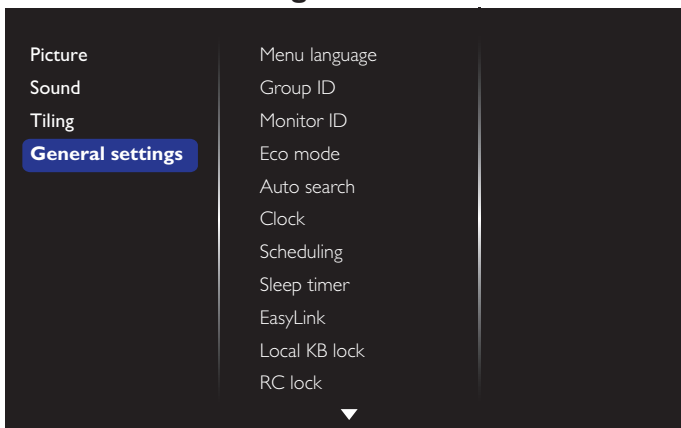 Picture
Sound
Tiling
General settings
Menu language
Group ID
Monitor ID
Eco mode
Auto search
Clock
Scheduling
Sleep timer
EasyLink
Local KB lock
RC lock